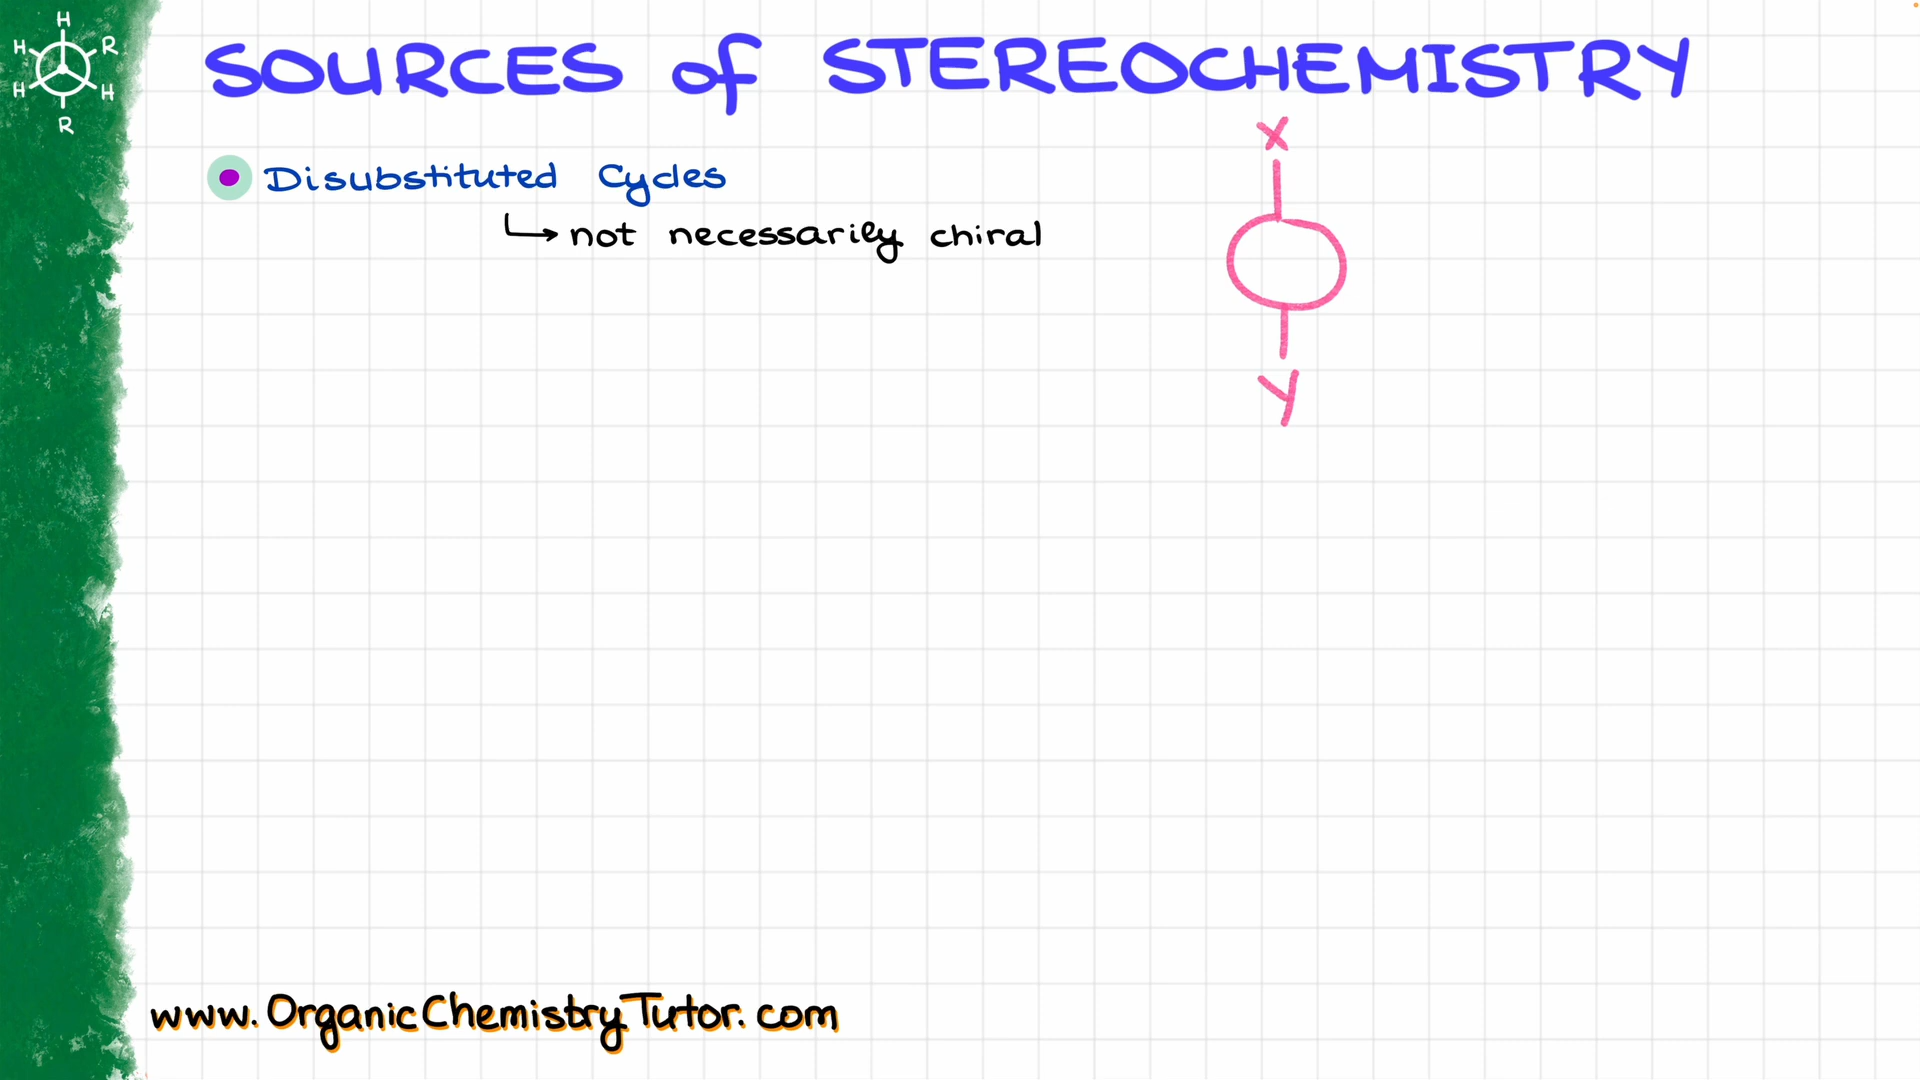 H
H R
H H
R
SOURCES of STEREOCHEMISTRY
X
Disubstituted Cycles
not necessarily chiral
Y
www.OrganicChemistryTutor.com